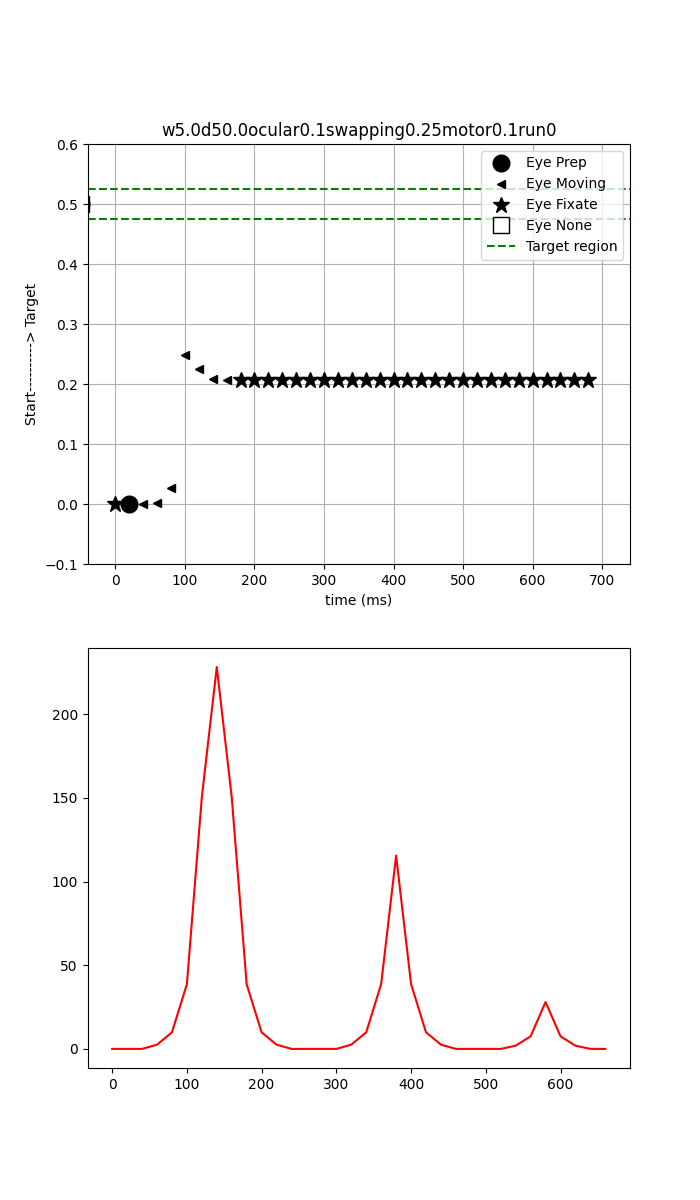 w5.0d50.0ocular0.1swapping0.25motor0.1run0
0.6
0.5
0.4
0.3
0.2
0.1
0.0
−0.1
Start----------> Target
Eye Prep
Eye Moving
Eye Fixate
Eye None
Target region
0 100 200 300 400 500 600 700
time (ms)
200
150
100
50
0
0 100 200 300 400 500 600